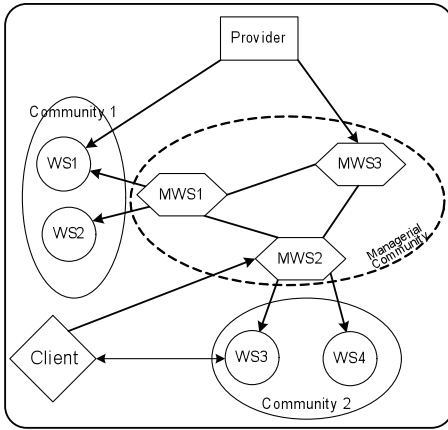 Provider
Community 1
WS1
MWS3
MWS1
WS2
Managerial
Community
MWS2
Client
WS3
WS4
Community 2